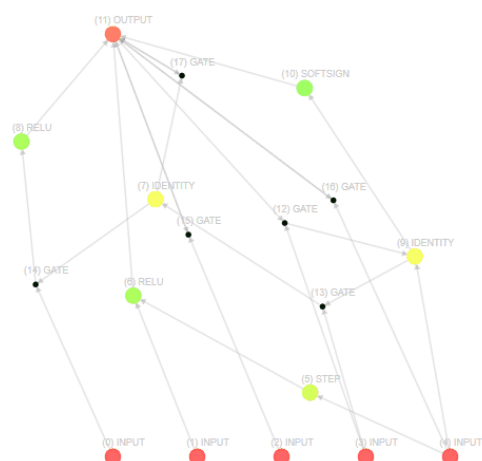 (11) OUTPUT
(17) GATE
(10) SOFTSIGN
(8) RELU
(7) IDENTITY
(16) GATE
(12) GATE
(15) GATE
(9) IDENTITY
(14) GATE
(6) RELU
(13) GATE
(5) STEP
(0) INPUT
(1) INPUT
(2) INPUT
(3) INPUT
(4) INPUT